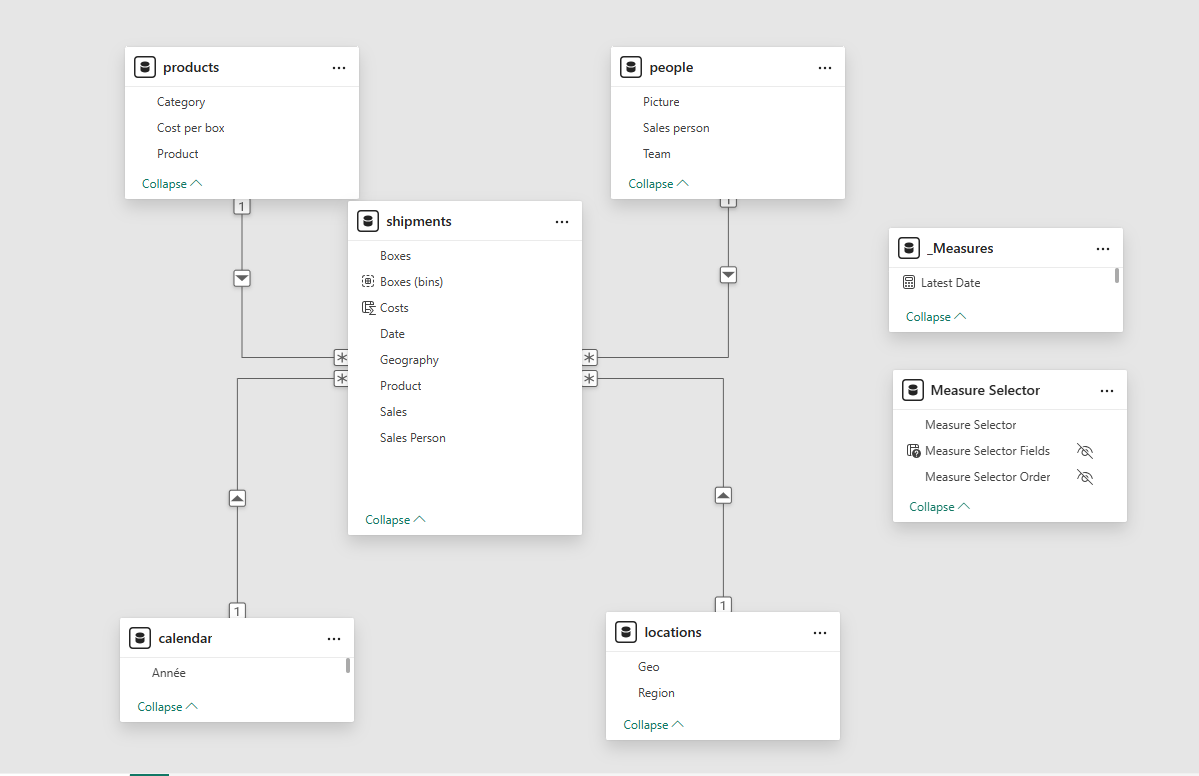 products
Category
Cost per box
Product
Collapse
1
people
Picture
Sales person
Team
Collapse
1
shipments
Boxes
Boxes (bins)
Costs
Date
Geography
Product
Sales
Sales Person
Collapse
*
*
*
*
_Measures
Latest Date
Collapse
Measure Selector
Measure Selector
Measure Selector Fields
Measure Selector Order
Collapse
1
calendar
Année
Collapse
1
locations
Geo
Region
Collapse